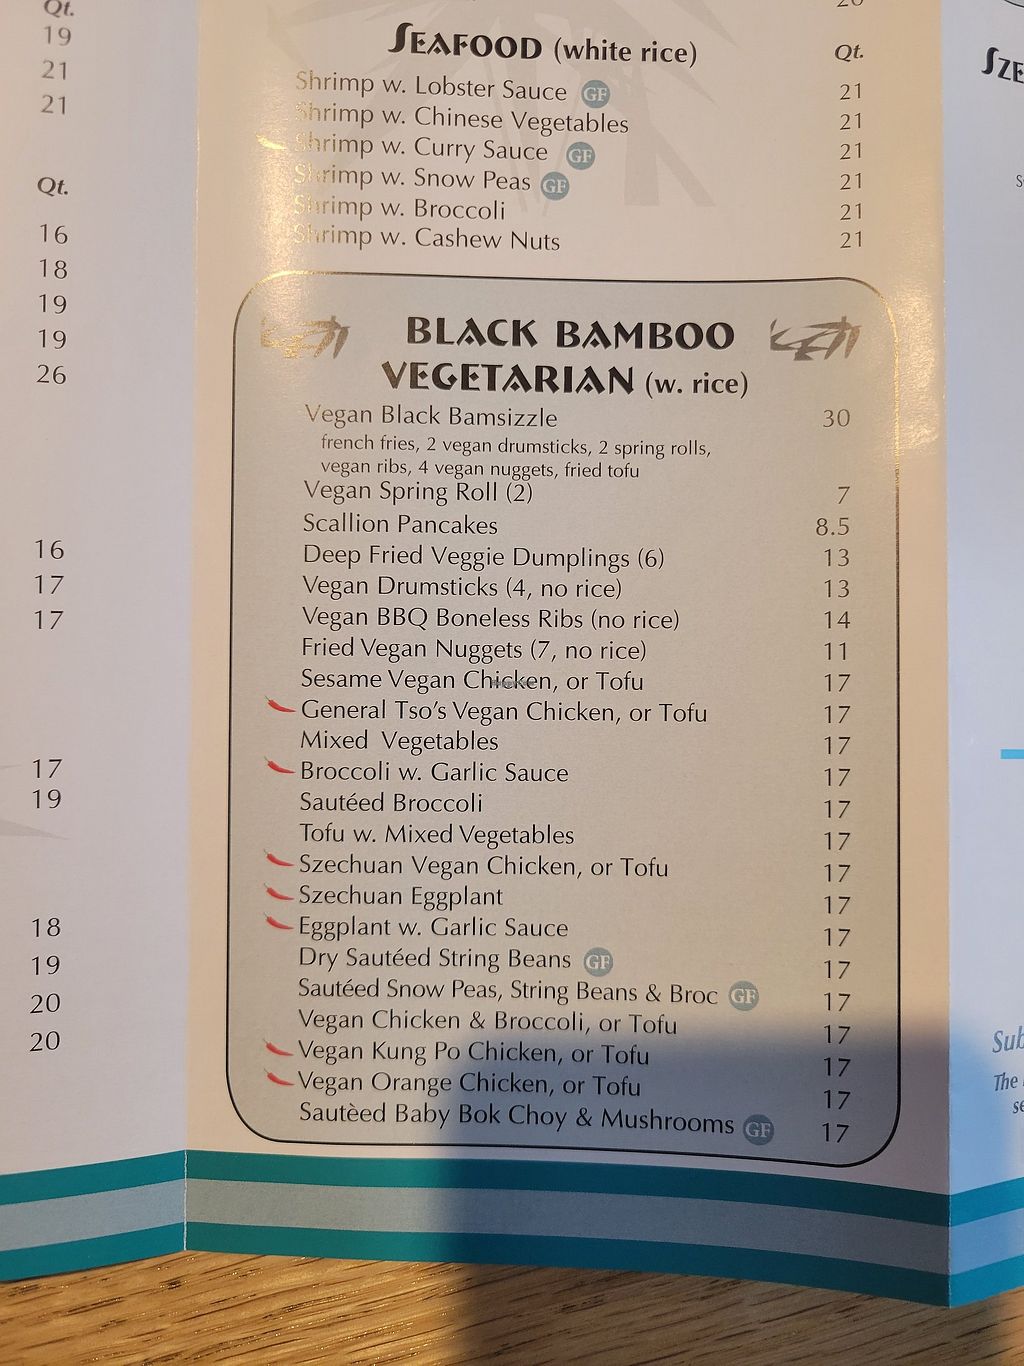 Qt.
19
21
21
Qt.
16
18
19
19
26
16
17
17
17
19
18
19
20
20
SEAFOOD (white rice) Qt.
Shrimp w. Lobster Sauce GF 21
Shrimp w. Chinese Vegetables 21
Shrimp w. Curry Sauce GF 21
Shrimp w. Snow Peas GF 21
Shrimp w. Broccoli 21
Shrimp w. Cashew Nuts 21
BLACK BAMBOO
VEGETARIAN (w. rice)
Vegan Black Bamsizzle 30
french fries, 2 vegan drumsticks, 2 spring rolls,
vegan ribs, 4 vegan nuggets, fried tofu
Vegan Spring Roll (2) 7
Scallion Pancakes 8.5
Deep Fried Veggie Dumplings (6) 13
Vegan Drumsticks (4, no rice) 13
Vegan BBQ Boneless Ribs (no rice) 14
Fried Vegan Nuggets (7, no rice) 11
Sesame Vegan Chicken, or Tofu 17
General Tso's Vegan Chicken, or Tofu 17
Mixed Vegetables 17
Broccoli w. Garlic Sauce 17
Sautéed Broccoli 17
Tofu w. Mixed Vegetables 17
Szechuan Vegan Chicken, or Tofu 17
Szechuan Eggplant 17
Eggplant w. Garlic Sauce 17
Dry Sautéed String Beans GF 17
Sautéed Snow Peas, String Beans & Broc GF 17
Vegan Chicken & Broccoli, or Tofu 17
Vegan Kung Po Chicken, or Tofu 17
Vegan Orange Chicken, or Tofu 17
Sautèed Baby Bok Choy & Mushrooms GF 17
SZE
Sub
The
se